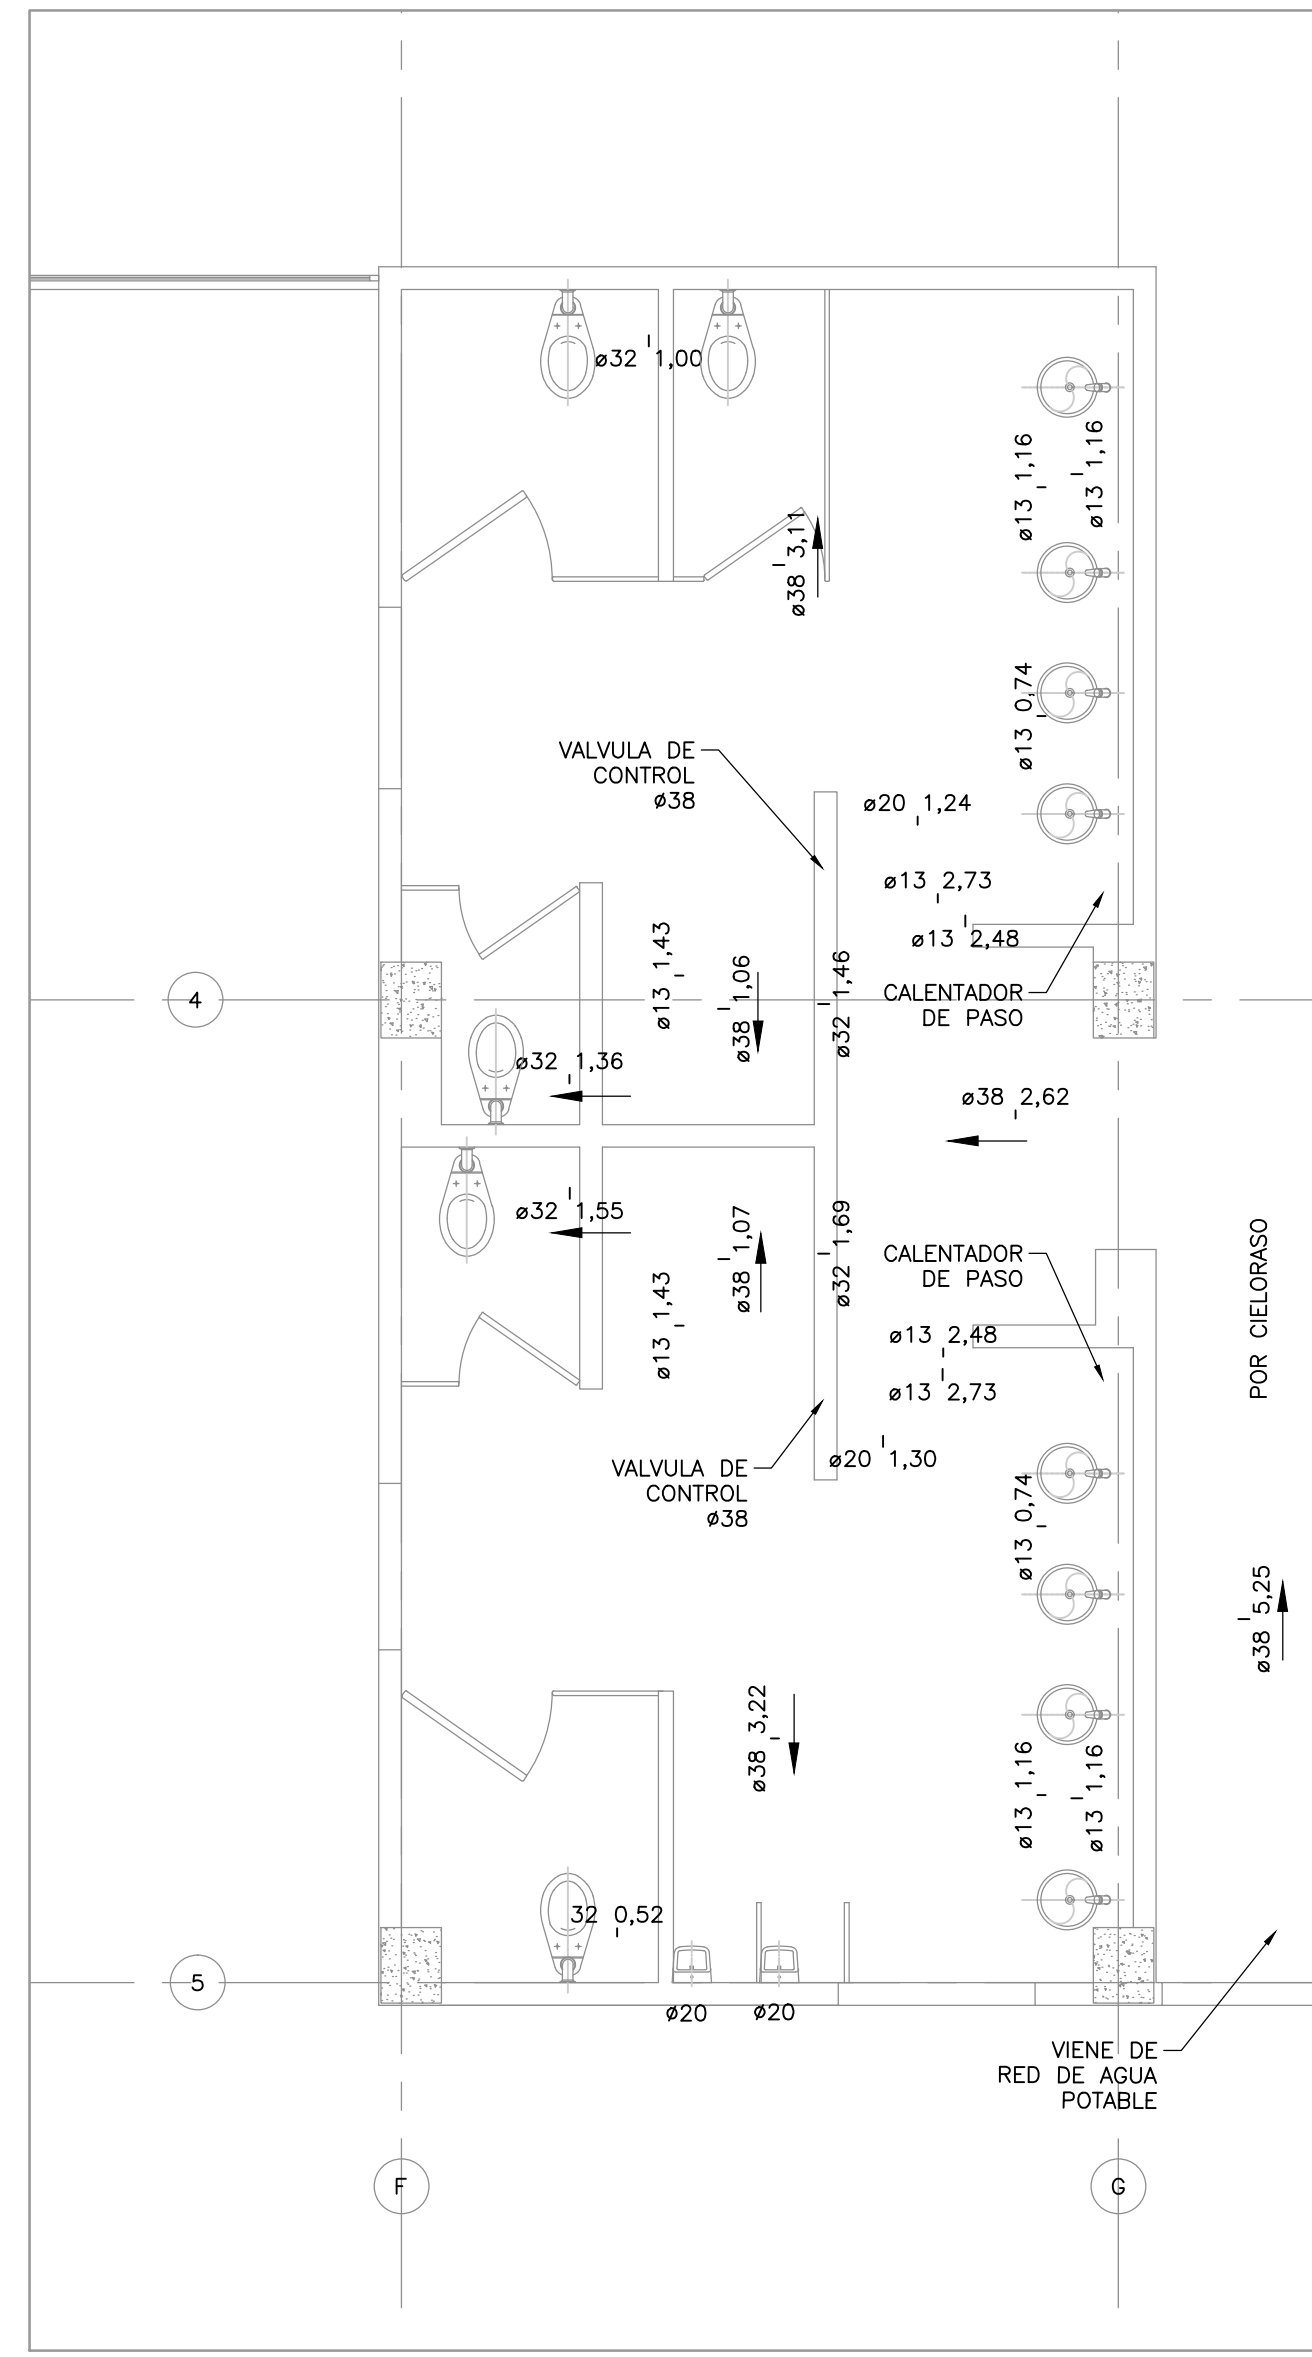 ø32 1,00
ø13 1,16
ø13 1,16
ø38 3,11
ø13 0,74
VALVULA DE
CONTROL
ø38
ø20 1,24
ø13 2,73
ø13 2,48
ø13 1,43
ø38 1,06
ø32 1,46
CALENTADOR
DE PASO
4
ø32 1,36
ø38 2,62
ø32 1,55
ø13 1,43
ø38 1,07
ø32 1,69
CALENTADOR
DE PASO
POR CIELORASO
ø13 2,48
ø13 2,73
ø20 1,30
VALVULA DE
CONTROL
ø38
ø13 0,74
ø38 5,25
ø38 3,22
ø13 1,16
ø13 1,16
32 0,52
5
ø20
ø20
VIENE DE
RED DE AGUA
POTABLE
F
G